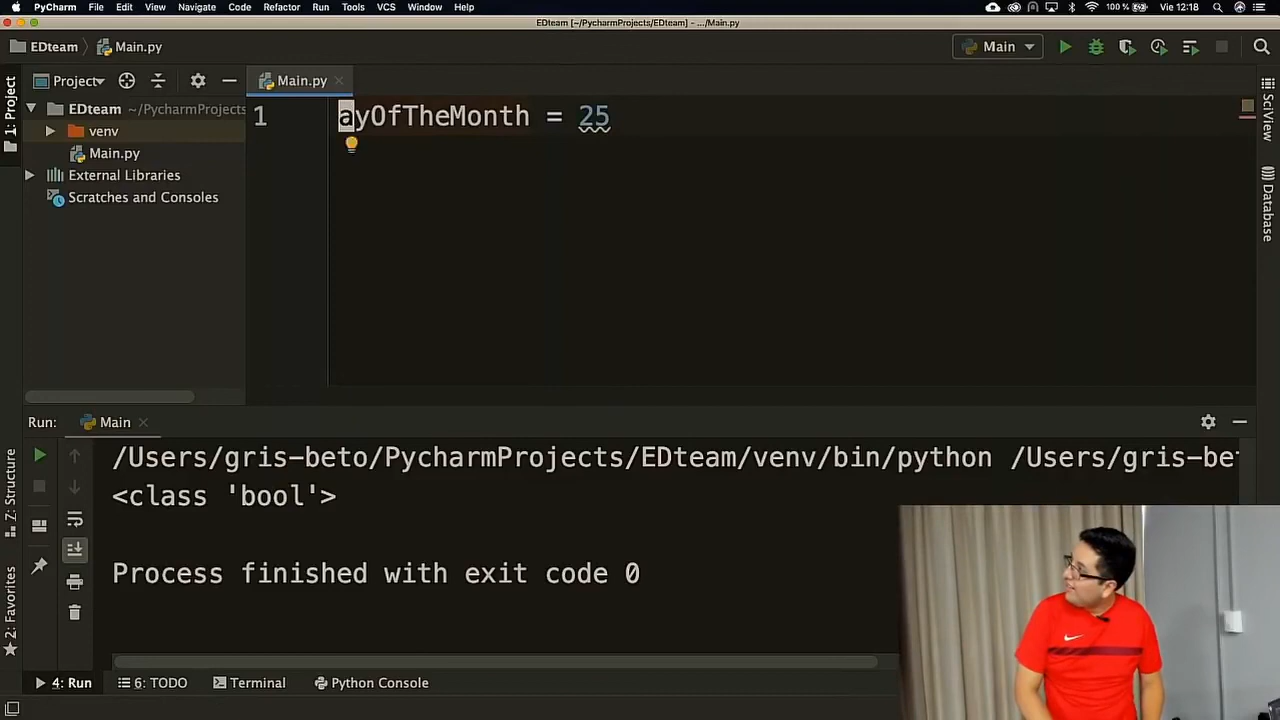 PyCharm File Edit View Navigate Code Refactor Run Tools VCS Window Help 100 % Vie 12:18
EDteam [~/PycharmProjects/EDteam] - .../Main.py
EDteam Main.py Main
1: Project
Project
Main.py
EDteam ~/PycharmProjects
venv
Main.py
External Libraries
Scratches and Consoles
1 ayOfTheMonth = 25
SciView
Database
Run: Main
/Users/gris-beto/PycharmProjects/EDteam/venv/bin/python /Users/gris-bet
<class 'bool'>
Process finished with exit code 0
Z: Structure
2: Favorites
4: Run 6: TODO Terminal Python Console